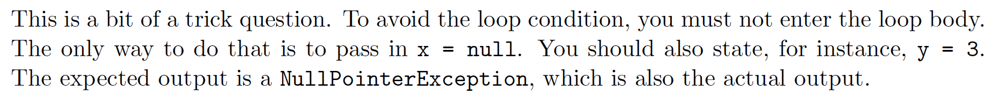 This is a bit of a trick question. To avoid the loop condition, you must not enter the loop body.
The only way to do that is to pass in x = null. You should also state, for instance, y = 3.
The expected output is a NullPointerException, which is also the actual output.